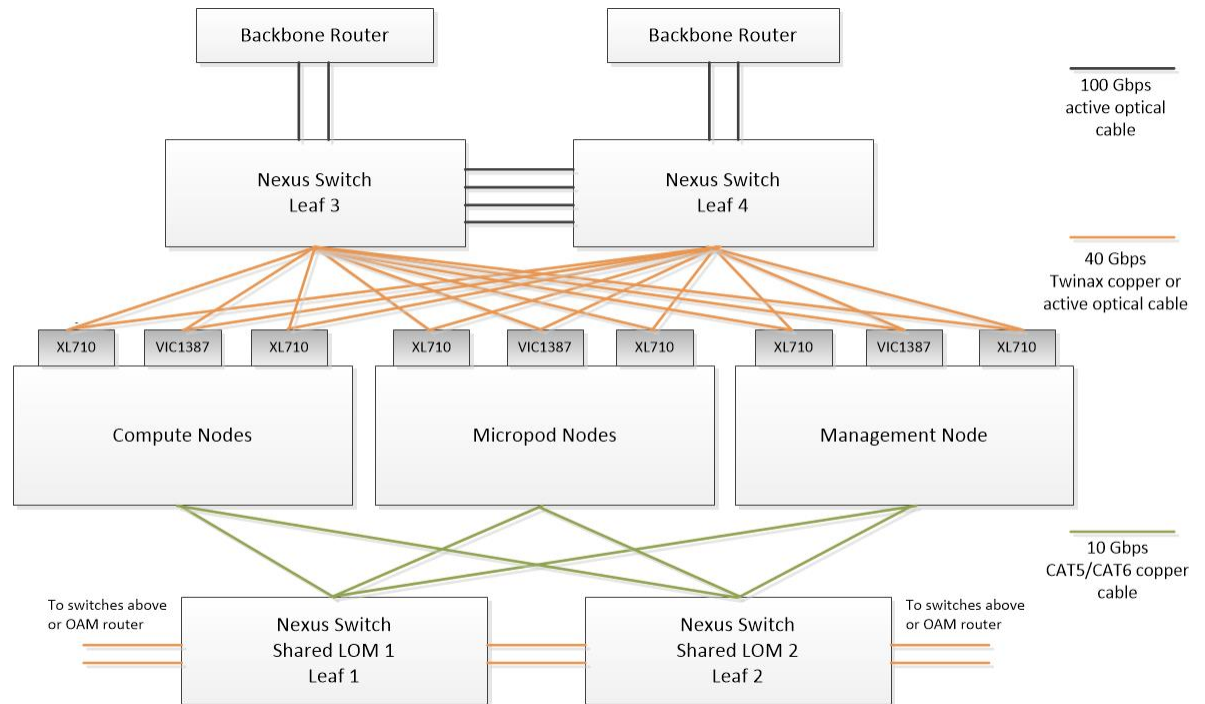 Backbone Router
Backbone Router
100 Gbps
active optical
cable
Nexus Switch
Leaf 3
Nexus Switch
Leaf 4
40 Gbps
Twinax copper or
active optical cable
XL710
VIC1387
XL710
XL710
VIC1387
XL710
XL710
VIC1387
XL710
Compute Nodes
Micropod Nodes
Management Node
10 Gbps
CAT5/CAT6 copper
cable
To switches above
or OAM router
Nexus Switch
Shared LOM 1
Leaf 1
Nexus Switch
Shared LOM 2
Leaf 2
To switches above
or OAM router